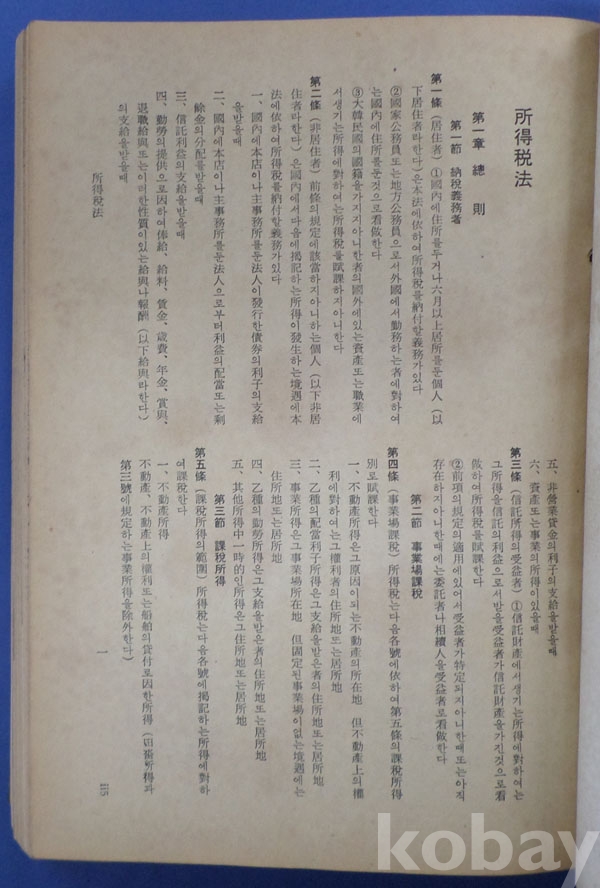 所得税法
第一章 總則
第一節 納税義務者
第一條 (居住者) ①國內에住所를두거나六月以上居所를둔個人(以
下居住者라한다)은本法에依하여所得税를納付할義務가있다
②國家公務員또는地方公務員으로서外國에서勤務하는者에對하여
는國內에住所를둔것으로看做한다
③大韓民國의國籍을가지지아니한者의國外에있는資產또는職業에
서생기는所得에對하여는所得税를賦課하지아니한다
第二條 (非居住者) 前條의規定에該當하지아니하는個人(以下非居
住者라한다)은國內에서다음에揭記하는所得이發生하는境遇에本
法에依하여所得税를納付할義務가있다
一、國內에本店이나主事務所를둔法人이發行한債券의利子의支給
을받을때
二、國內에本店이나主事務所를둔法人으로부터利益의配當또는剩
餘金의分配를받을때
三、信託利益의支給을받을때
四、勤勞의提供으로因하여俸給、給料、賃金、歲費、年金、賞與、
退職給與또는이러한性質이있는給與나報酬(以下給與라한다)
의支給을받을때
所得税法
五、非營業貸金의利子의支給을받을때
六、資產또는事業의所得이있을때
第三條 (信託所得의受益者) ①信託財產에서생기는所得에對하여는
그所得을信託의利益으로서받을受益者가信託財產을가진것으로看
做하여所得税를賦課한다
②前項의規定의適用에있어서受益者가特定되지아니한때또는아직
存在하지아니한때에는委託者나相續人을受益者로看做한다
第二節 事業場課税
第四條 (事業場課税) 所得税는다음各號에依하여第五條의課税所得
別로賦課한다
一、不動產所得은그原因이되는不動產의所在地 但不動產上의權
利에對하여는그權利者의住所地또는居所地
二、乙種의配當利子所得은그支給을받은者의住所地또는居所地
三、事業所得은그事業場所在地 但固定된事業場이없는境遇에는
住所地또는居所地
四、乙種의勤勞所得은그支給을받은者의住所地또는居所地
五、其他所得中一時的인所得은그住所地또는居所地
第三節 課税所得
第五條 (課税所得의範圍) 所得税는다음各號에揭記하는所得에對하
여課税한다
一、不動產所得
不動產、不動產上의權利또는船舶의貸付로因한所得(田畓所得과
第三號에規定하는事業所得을除外한다)
一
115
kobay